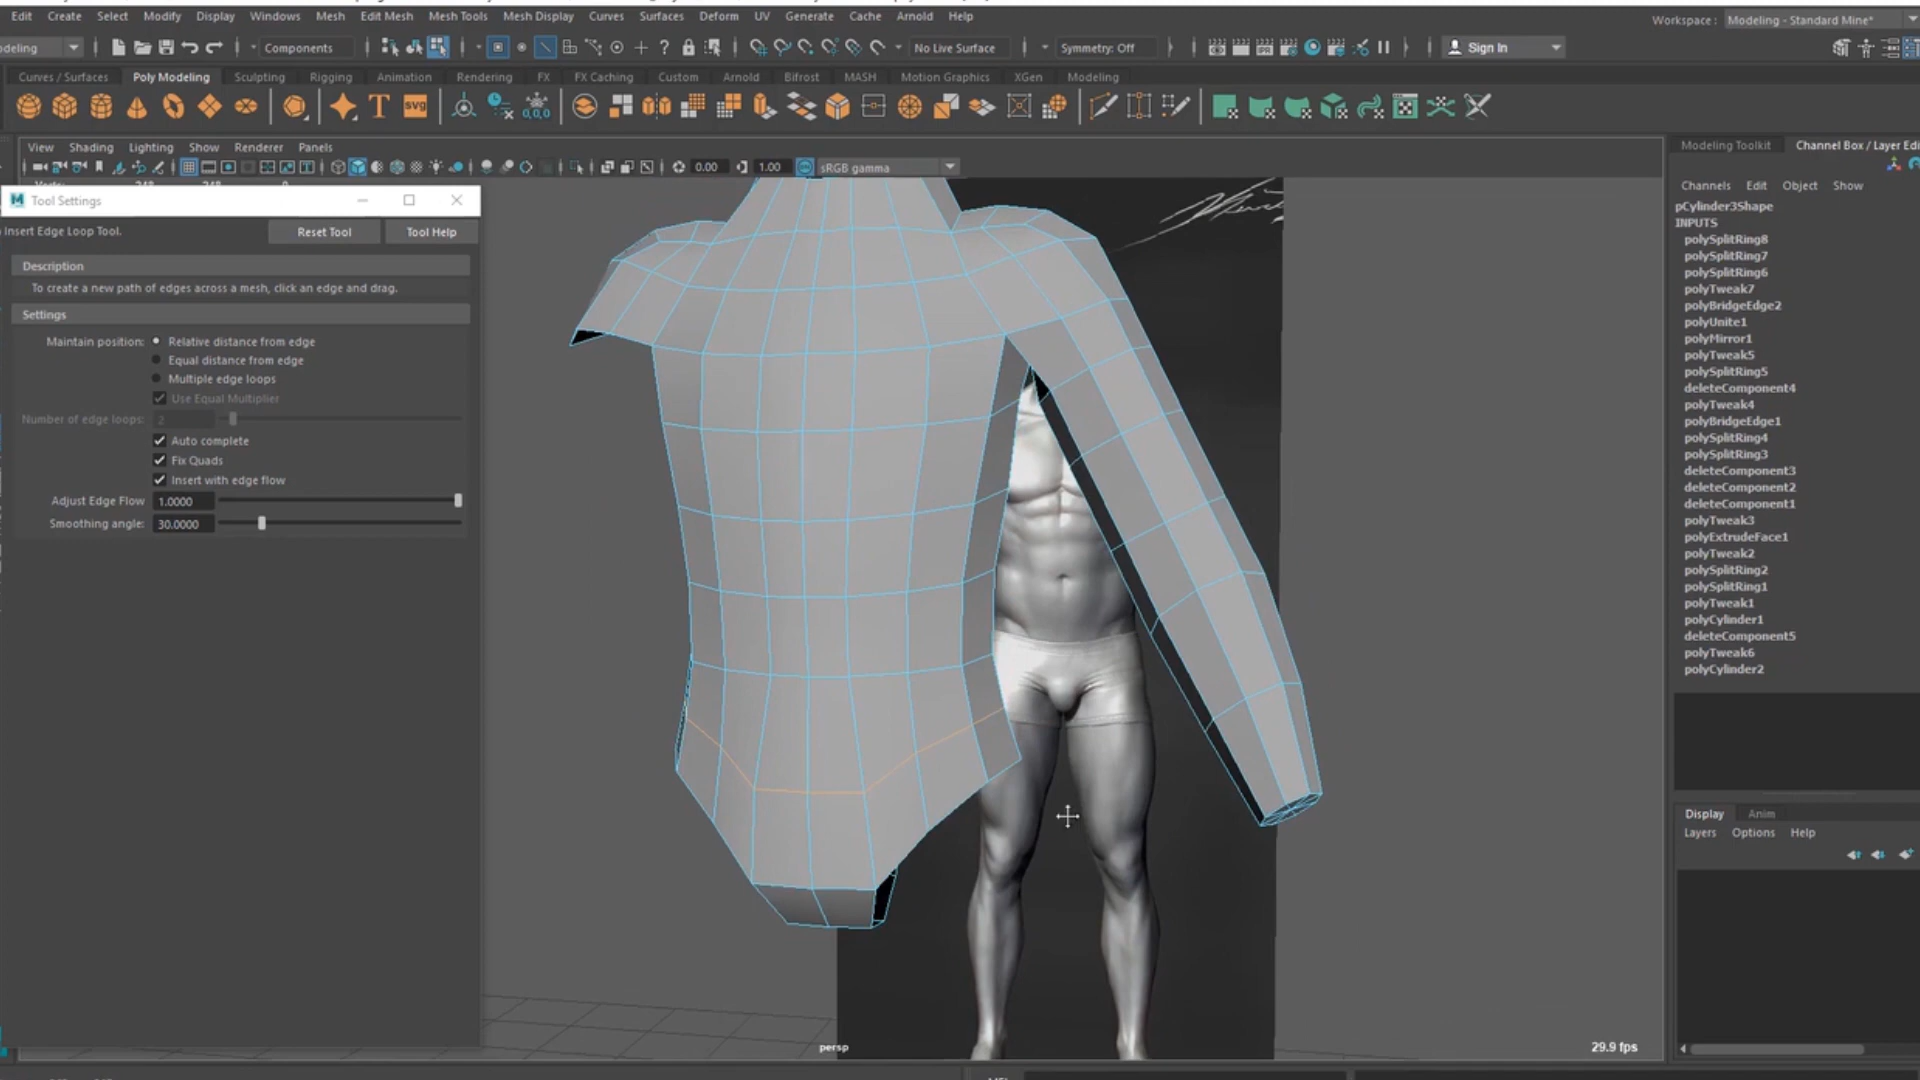 Edit Create Select Modify Display Windows Mesh Edit Mesh Mesh Tools Mesh Display Curves Surfaces Deform UV Generate Cache Arnold Help
Workspace : Modeling - Standard Mine*
deling Components No Live Surface Symmetry: Off Sign In
Curves / Surfaces Poly Modeling Sculpting Rigging Animation Rendering FX FX Caching Custom Arnold Bifrost MASH Motion Graphics XGen Modeling
T svg 0,0,0
View Shading Lighting Show Renderer Panels
0.00 1.00 sRGB gamma
Tool Settings
Insert Edge Loop Tool. Reset Tool Tool Help
Description
To create a new path of edges across a mesh, click an edge and drag.
Settings
Maintain position: Relative distance from edge
Equal distance from edge
Multiple edge loops
Use Equal Multiplier
Number of edge loops: 2
Auto complete
Fix Quads
Insert with edge flow
Adjust Edge Flow 1.0000
Smoothing angle: 30.0000
persp
29.9 fps
Modeling Toolkit Channel Box / Layer Edi
Channels Edit Object Show
pCylinder3Shape
INPUTS
polySplitRing8
polySplitRing7
polySplitRing6
polyTweak7
polyBridgeEdge2
polyUnite1
polyMirror1
polyTweak5
polySplitRing5
deleteComponent4
polyTweak4
polyBridgeEdge1
polySplitRing4
polySplitRing3
deleteComponent3
deleteComponent2
deleteComponent1
polyTweak3
polyExtrudeFace1
polyTweak2
polySplitRing2
polySplitRing1
polyTweak1
polyCylinder1
deleteComponent5
polyTweak6
polyCylinder2
Display Anim
Layers Options Help